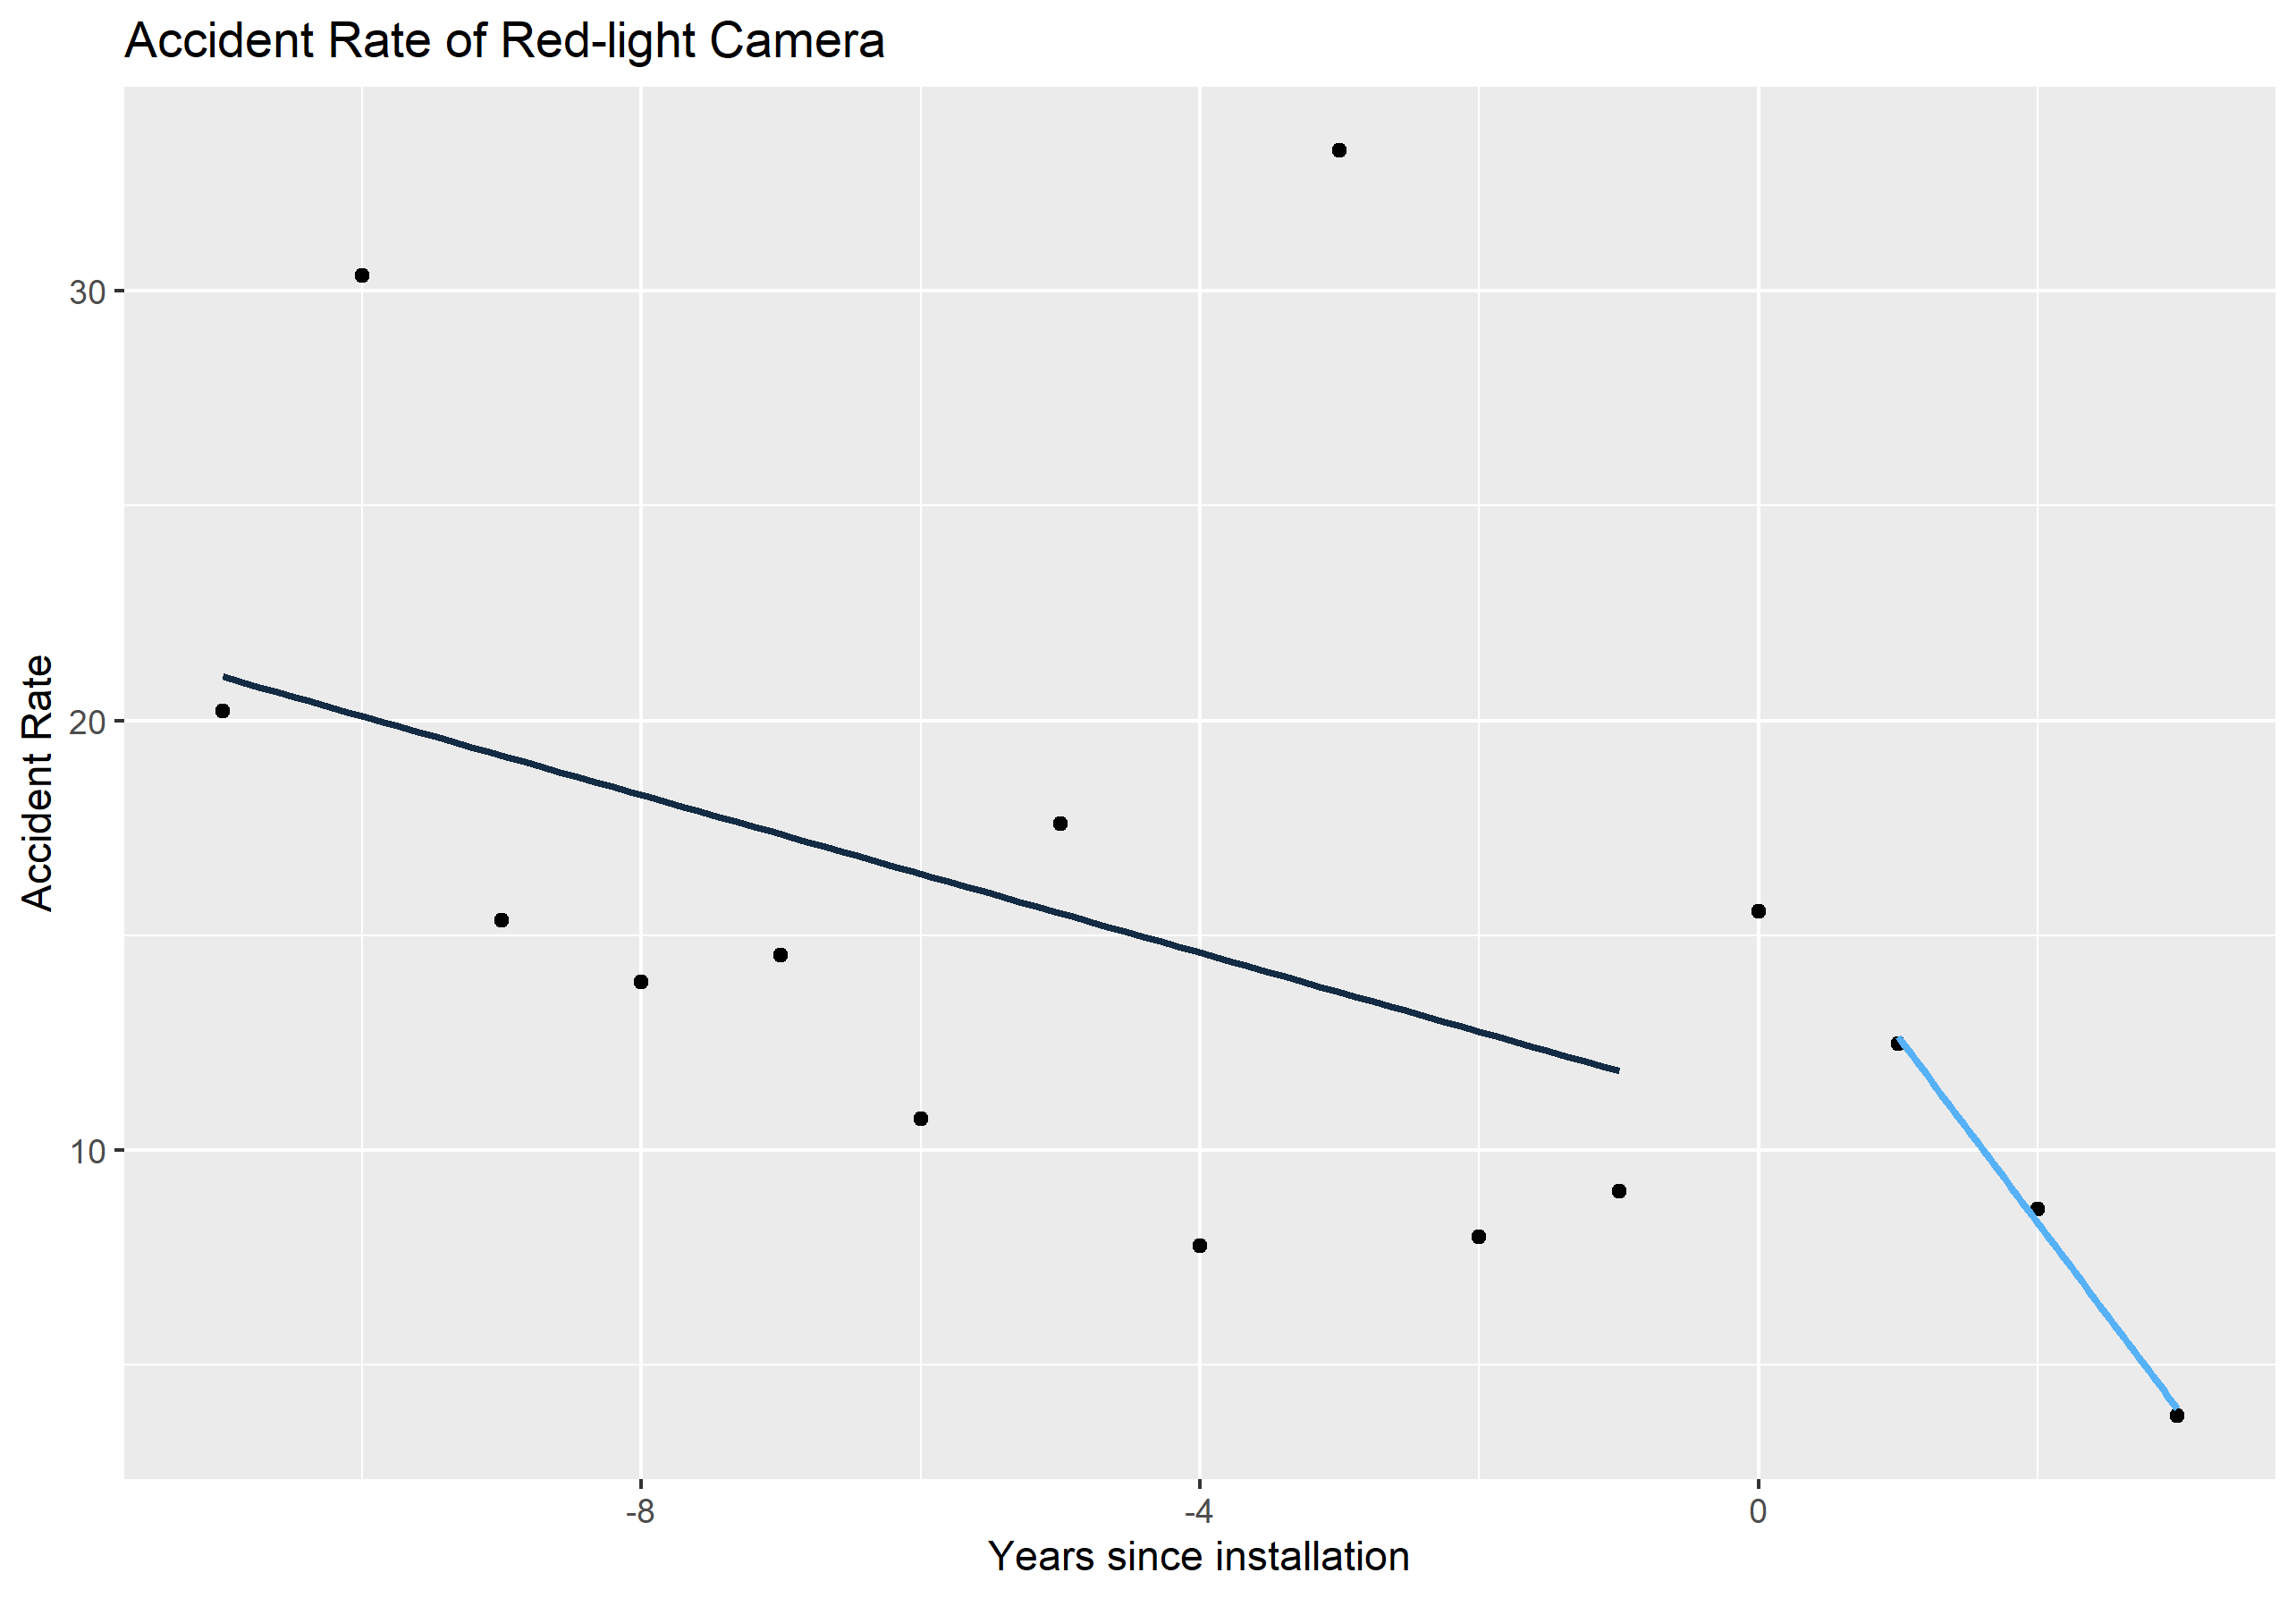 Accident Rate of Red-light Camera
30
20
10
Accident Rate
-8
-4
0
Years since installation